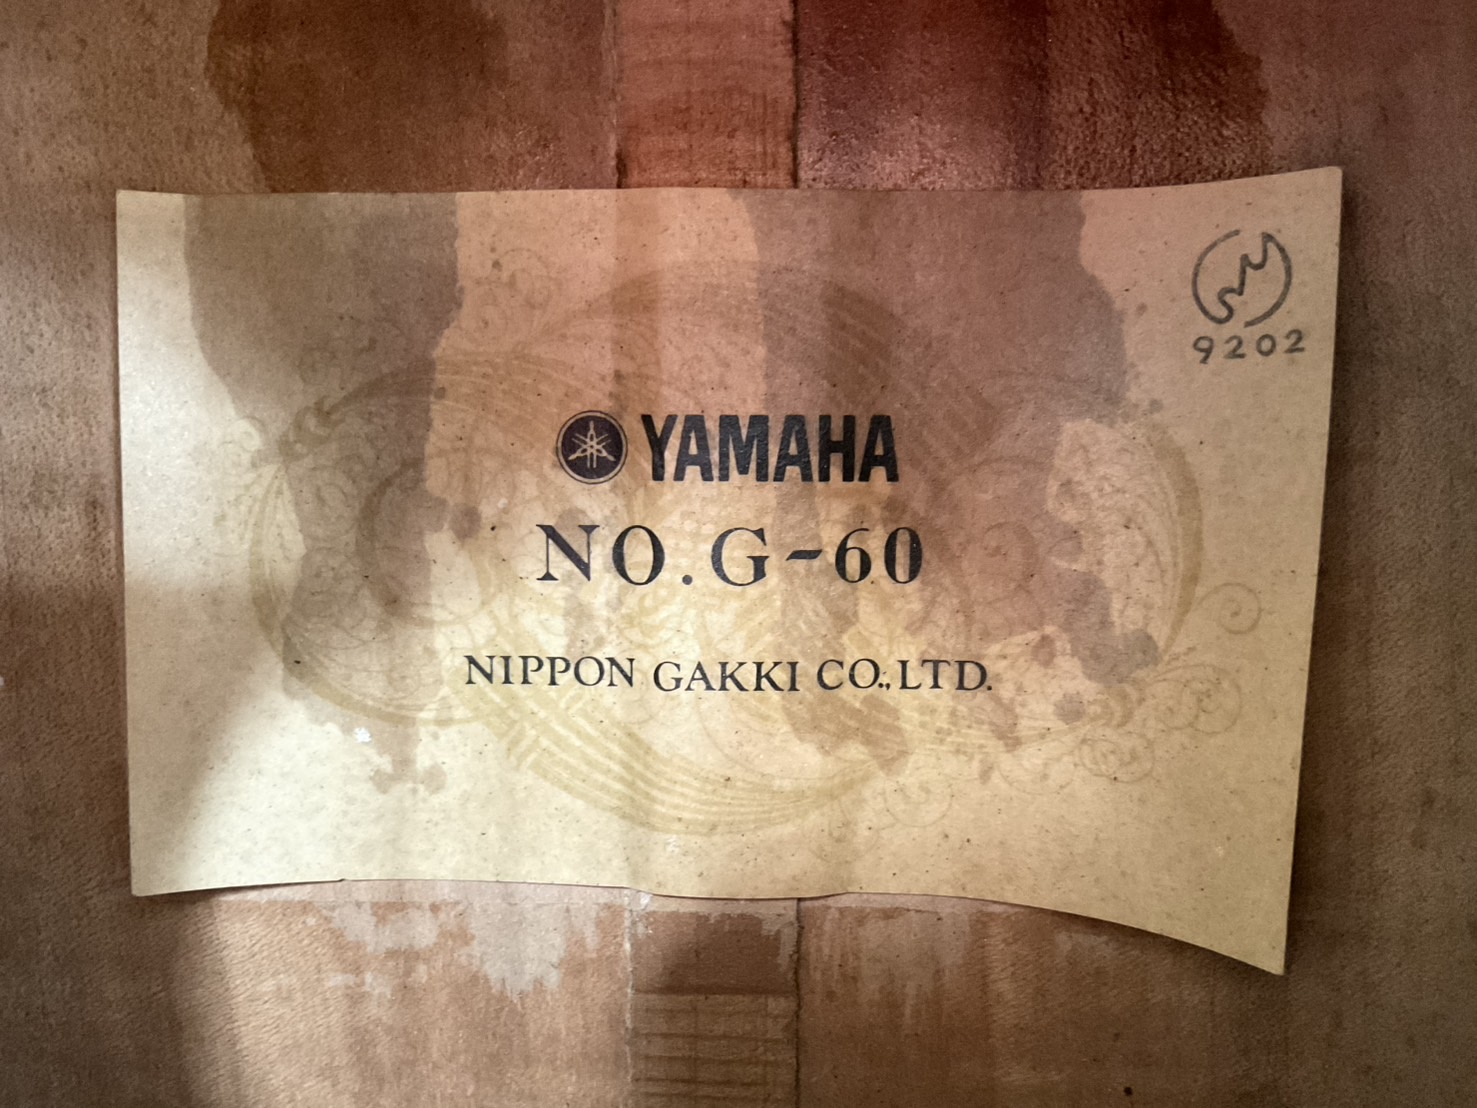 9202
YAMAHA
NO. G-60
NIPPON GAKKI CO., LTD.